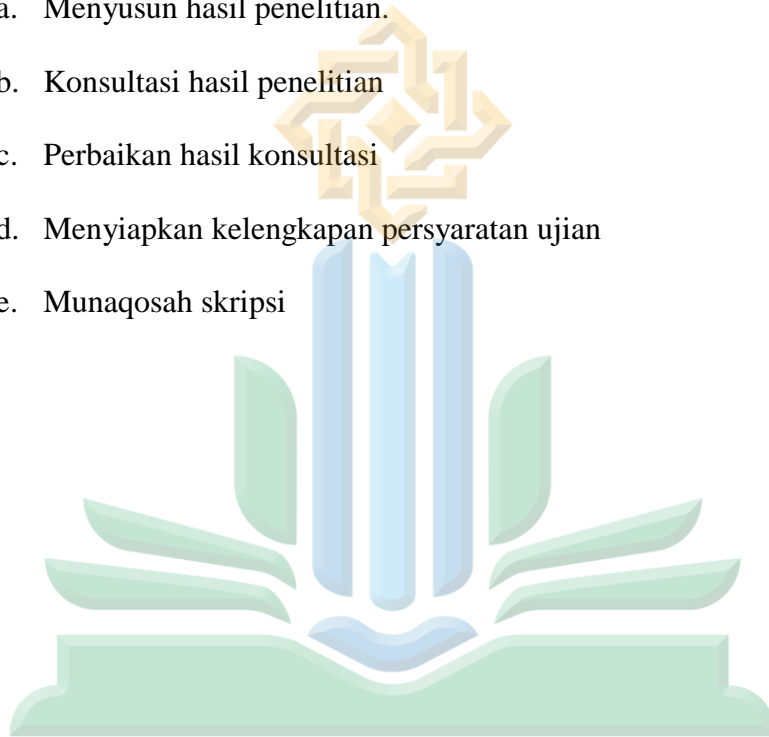 a. Menyusun hasil penelitian.
b. Konsultasi hasil penelitian
c. Perbaikan hasil konsultasi
d. Menyiapkan kelengkapan persyaratan ujian
e. Munaqosah skripsi